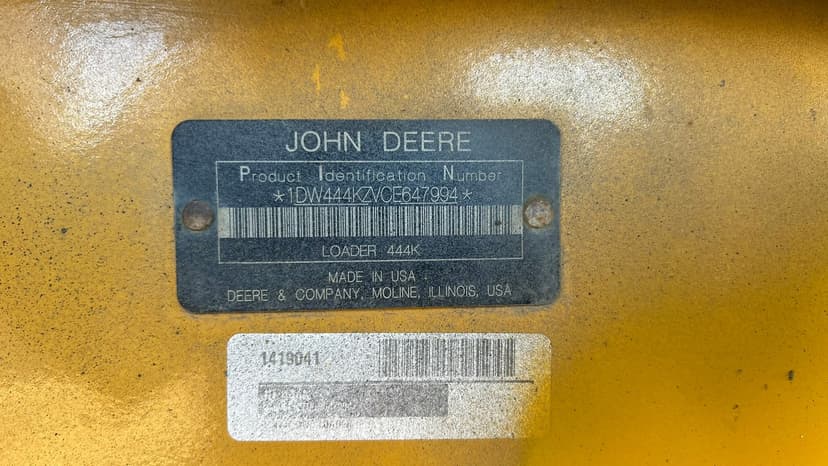 JOHN DEERE
Product Identification Number
*1DW444KZVCE647994*
LOADER 444K
MADE IN USA
DEERE & COMPANY, MOLINE, ILLINOIS, USA
1419041